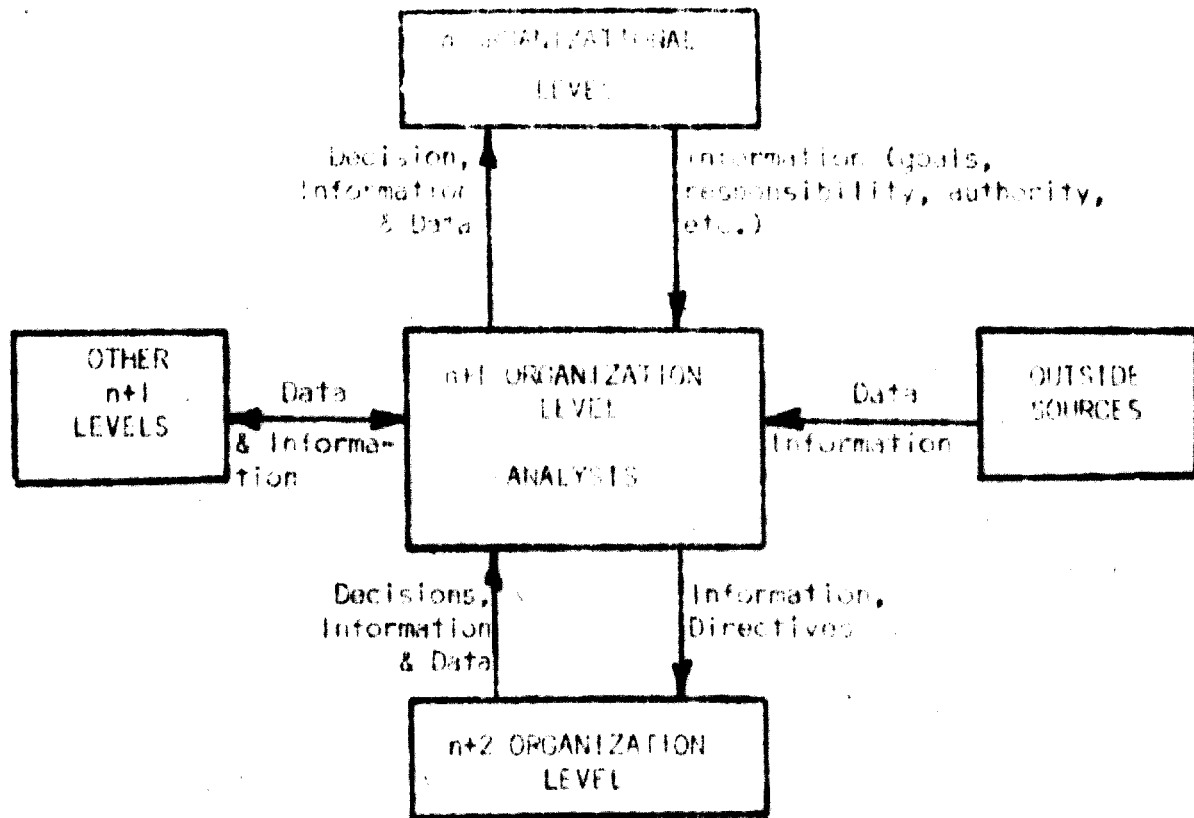 n ORGANIZATIONAL
LEVEL
Decision,
Information
& Data
Information (goals,
responsibility, authority,
etc.)
OTHER
n+1
LEVELS
Data
& Informa-
tion
n+1 ORGANIZATION
LEVEL
ANALYSIS
Data
Information
OUTSIDE
SOURCES
Decisions,
Information
& Data
Information,
Directives
n+2 ORGANIZATION
LEVEL